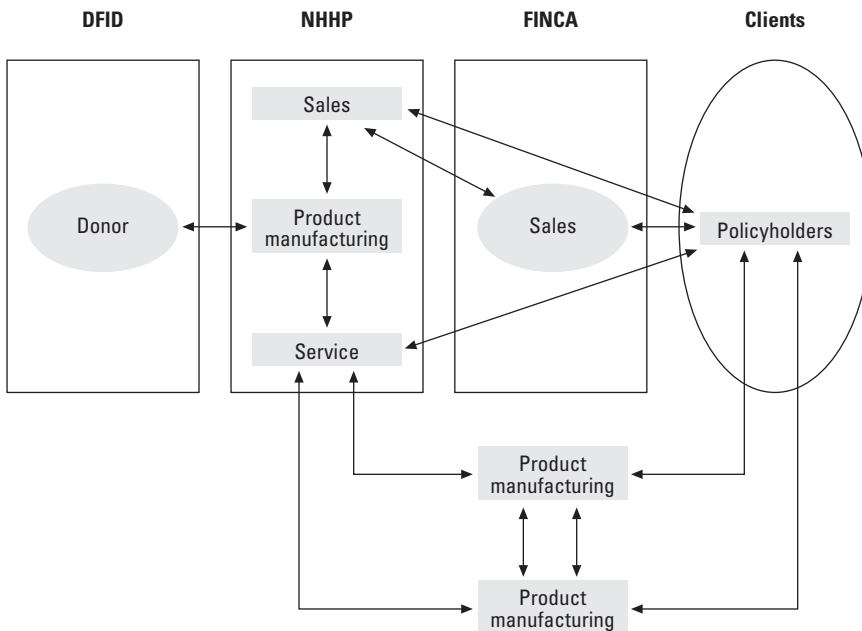 DFID
NHHP
FINCA
Clients
Sales
Donor
Product
manufacturing
Sales
Policyholders
Service
Product
manufacturing
Product
manufacturing